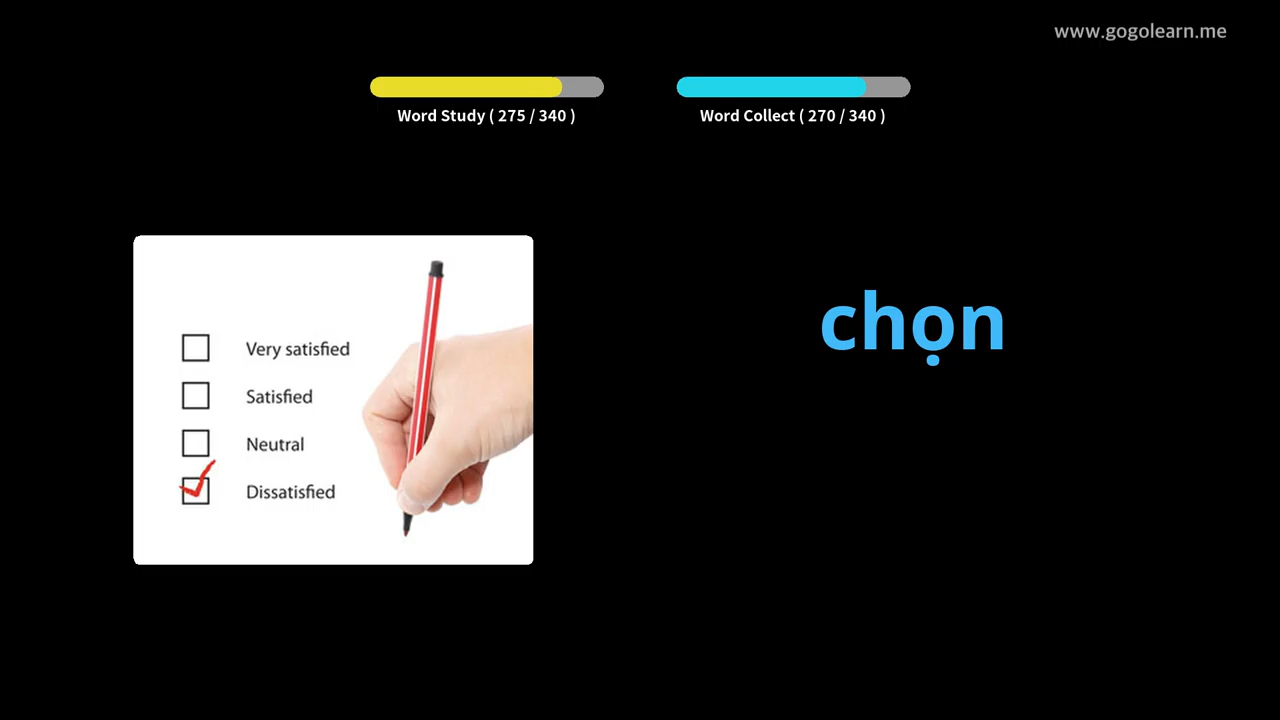 www.gogolearn.me
Word Study ( 275 / 340 )
Word Collect ( 270 / 340 )
Very satisfied
Satisfied
Neutral
Dissatisfied
chọn